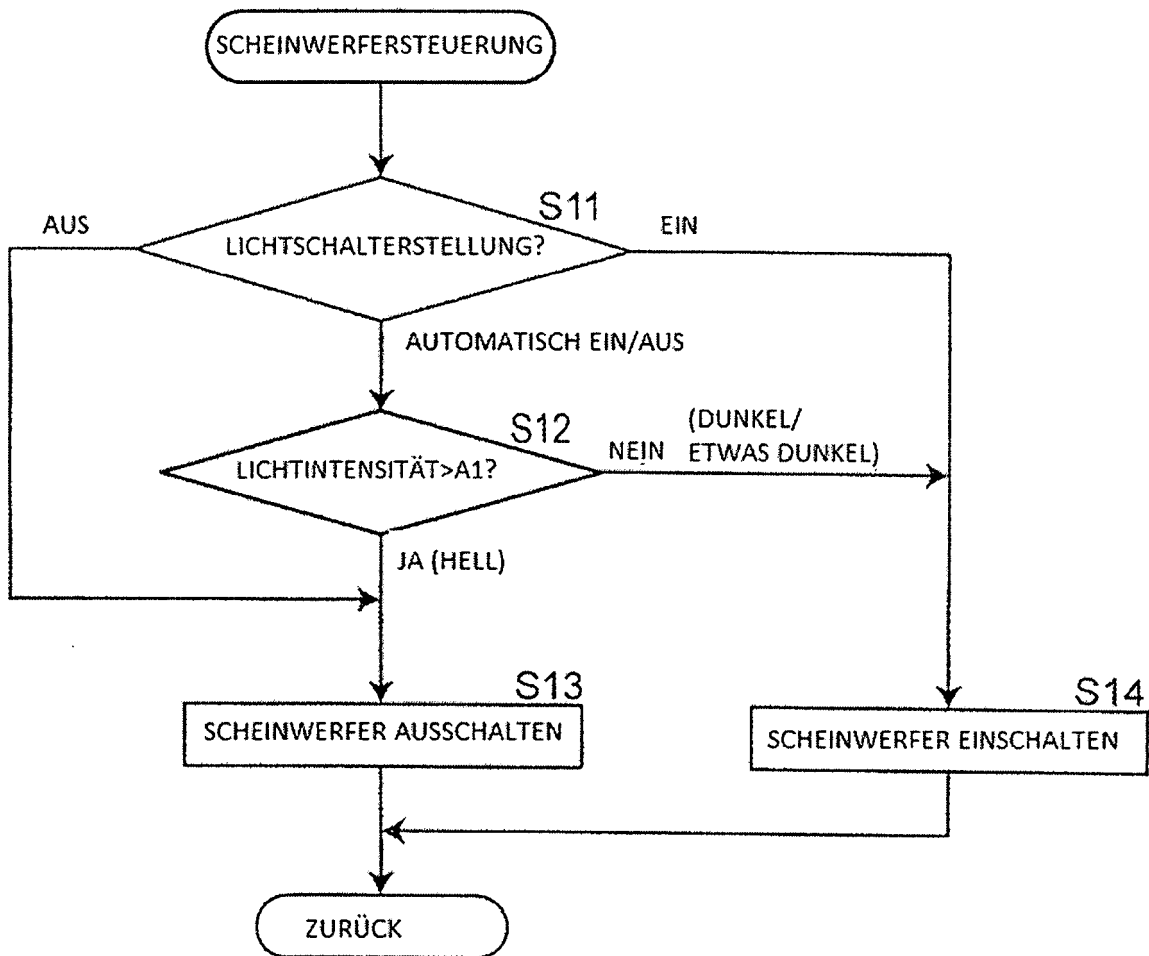 SCHEINWERFERSTEUERUNG
S11
AUS
EIN
LICHTSCHALTERSTELLUNG?
AUTOMATISCH EIN/AUS
S12
(DUNKEL/
NEIN ETWAS DUNKEL)
LICHTINTENSITÄT>A1?
JA (HELL)
S13
S14
SCHEINWERFER AUSSCHALTEN
SCHEINWERFER EINSCHALTEN
ZURÜCK